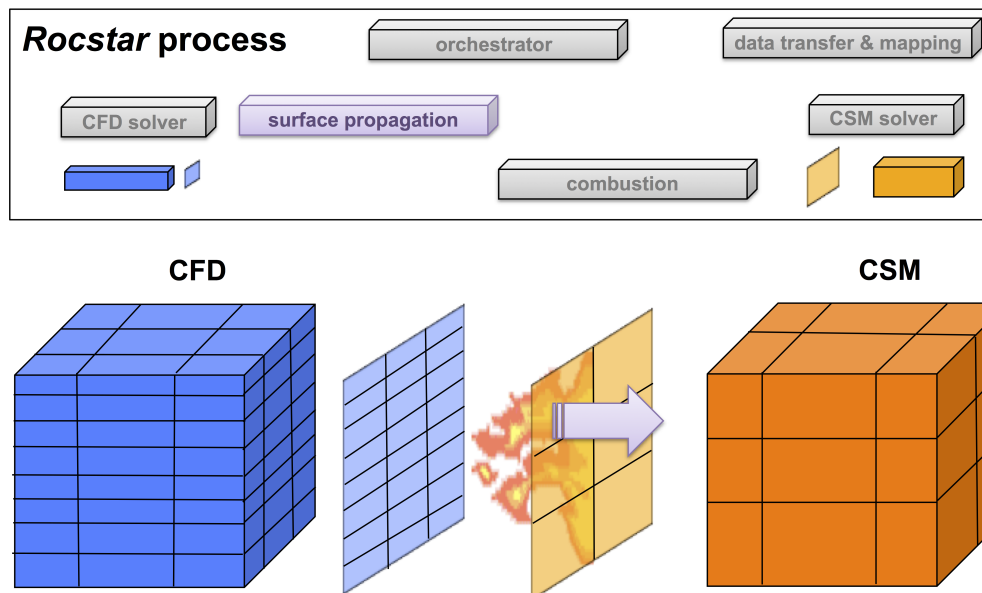 Rocstar process
orchestrator
data transfer & mapping
CFD solver
surface propagation
CSM solver
combustion
CFD
CSM